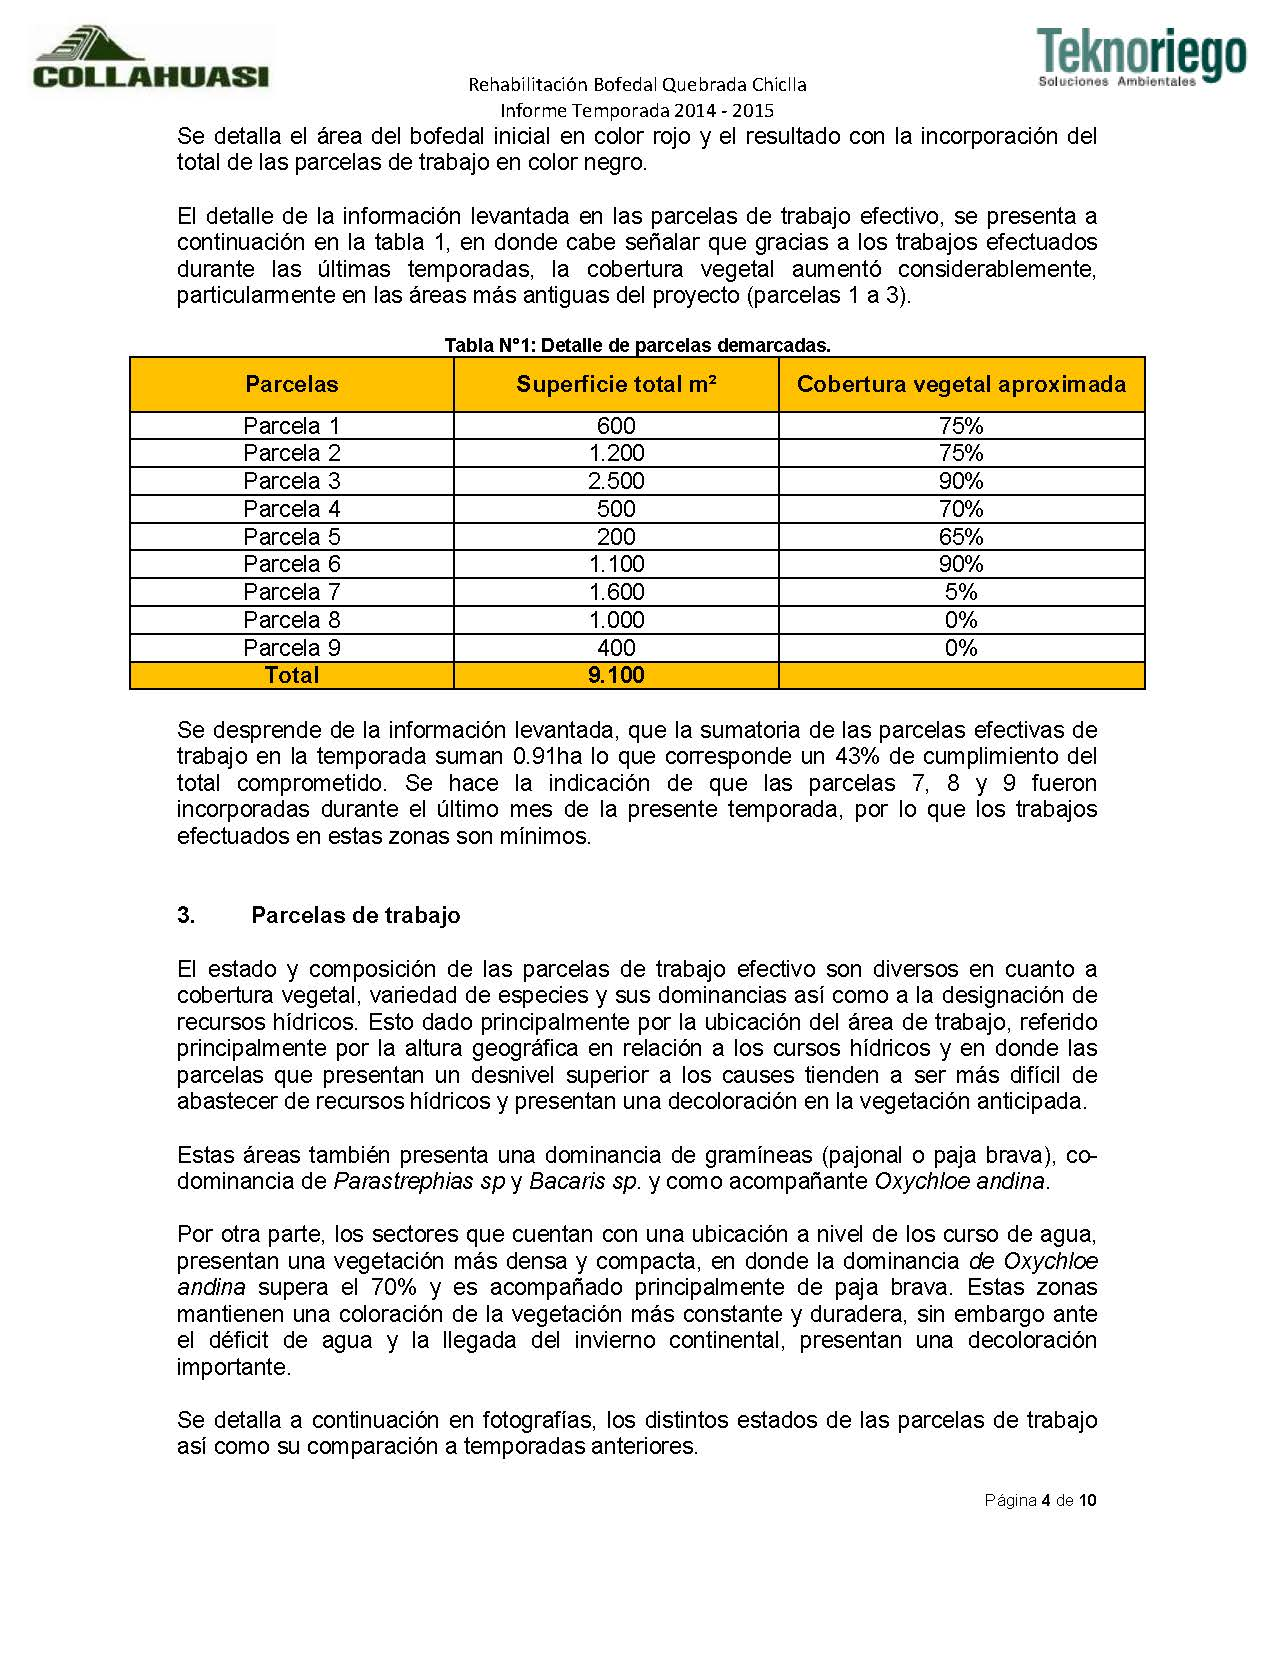 COLLAHUASI
Teknoriego
Soluciones Ambientales
Rehabilitación Bofedal Quebrada Chiclla
Informe Temporada 2014 - 2015
Se detalla el área del bofedal inicial en color rojo y el resultado con la incorporación del
total de las parcelas de trabajo en color negro.
El detalle de la información levantada en las parcelas de trabajo efectivo, se presenta a
continuación en la tabla 1, en donde cabe señalar que gracias a los trabajos efectuados
durante las últimas temporadas, la cobertura vegetal aumentó considerablemente,
particularmente en las áreas más antiguas del proyecto (parcelas 1 a 3).
Tabla N°1: Detalle de parcelas demarcadas.
Parcelas Superficie total m² Cobertura vegetal aproximada
Parcela 1 600 75%
Parcela 2 1.200 75%
Parcela 3 2.500 90%
Parcela 4 500 70%
Parcela 5 200 65%
Parcela 6 1.100 90%
Parcela 7 1.600 5%
Parcela 8 1.000 0%
Parcela 9 400 0%
Total 9.100
Se desprende de la información levantada, que la sumatoria de las parcelas efectivas de
trabajo en la temporada suman 0.91ha lo que corresponde un 43% de cumplimiento del
total comprometido. Se hace la indicación de que las parcelas 7, 8 y 9 fueron
incorporadas durante el último mes de la presente temporada, por lo que los trabajos
efectuados en estas zonas son mínimos.
3. Parcelas de trabajo
El estado y composición de las parcelas de trabajo efectivo son diversos en cuanto a
cobertura vegetal, variedad de especies y sus dominancias así como a la designación de
recursos hídricos. Esto dado principalmente por la ubicación del área de trabajo, referido
principalmente por la altura geográfica en relación a los cursos hídricos y en donde las
parcelas que presentan un desnivel superior a los causes tienden a ser más difícil de
abastecer de recursos hídricos y presentan una decoloración en la vegetación anticipada.
Estas áreas también presenta una dominancia de gramíneas (pajonal o paja brava), co-
dominancia de Parastrephias sp y Bacaris sp. y como acompañante Oxychloe andina.
Por otra parte, los sectores que cuentan con una ubicación a nivel de los curso de agua,
presentan una vegetación más densa y compacta, en donde la dominancia de Oxychloe
andina supera el 70% y es acompañado principalmente de paja brava. Estas zonas
mantienen una coloración de la vegetación más constante y duradera, sin embargo ante
el déficit de agua y la llegada del invierno continental, presentan una decoloración
importante.
Se detalla a continuación en fotografías, los distintos estados de las parcelas de trabajo
así como su comparación a temporadas anteriores.
Página 4 de 10